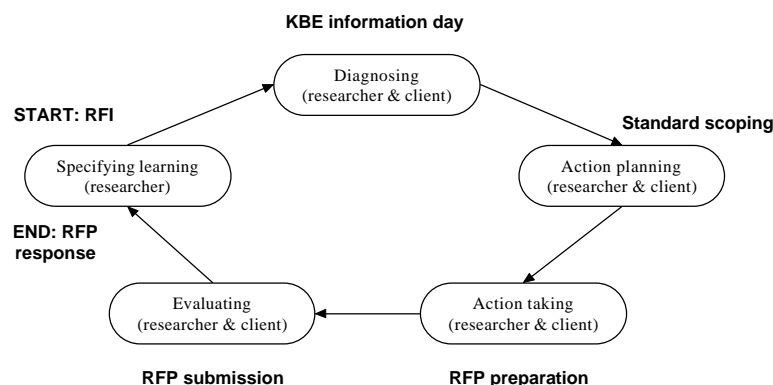 KBE information day
Diagnosing
(researcher & client)
START: RFI
Standard scoping
Specifying learning
(researcher)
Action planning
(researcher & client)
END: RFP
response
Evaluating
(researcher & client)
Action taking
(researcher & client)
RFP submission
RFP preparation